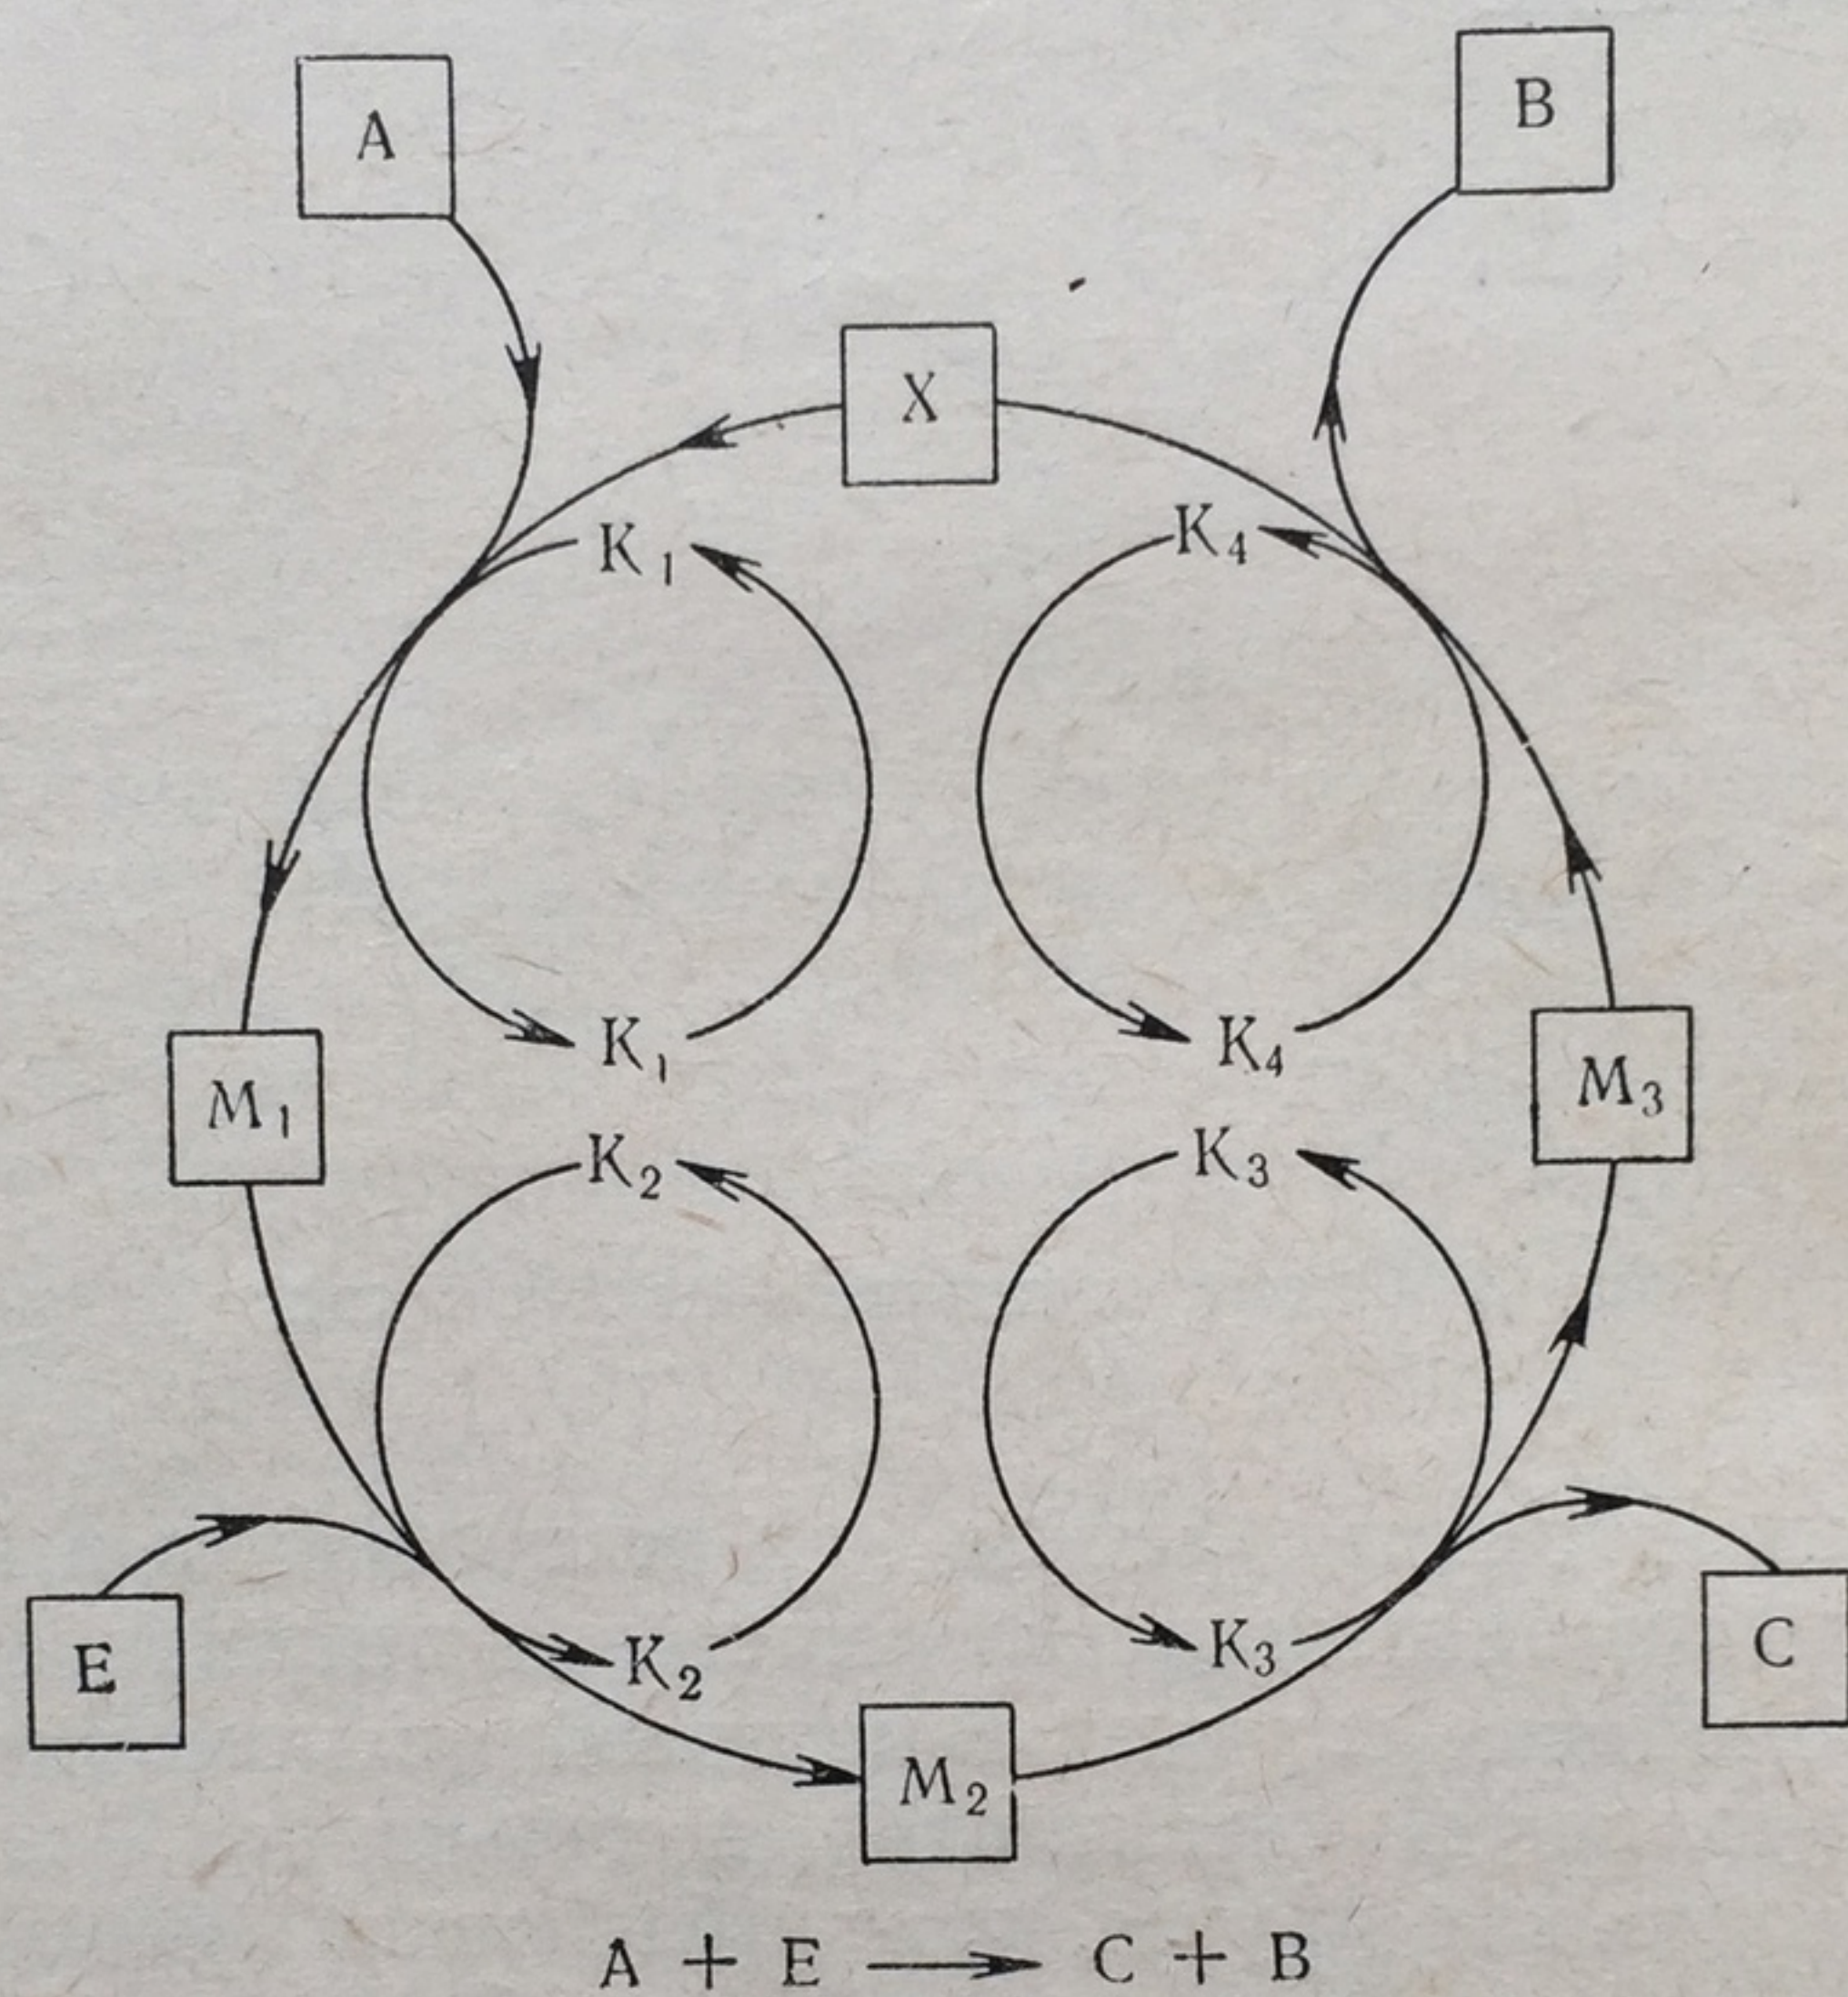 A
B
X
K₁
K₄
K₁
K₄
M₁
M₃
K₂
K₃
E
K₂
K₃
C
M₂
A + E ⟶ C + B